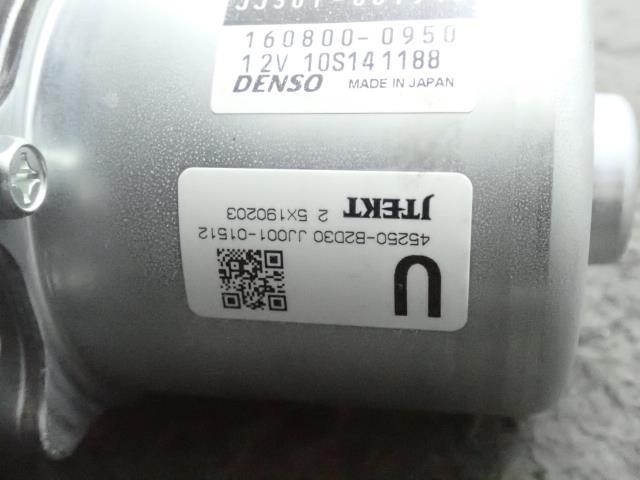 160800-0950
12V 10S141188
DENSO MADE IN JAPAN
JTEKT
2 5X190203
45250-B2D30 JJ001-01512
U